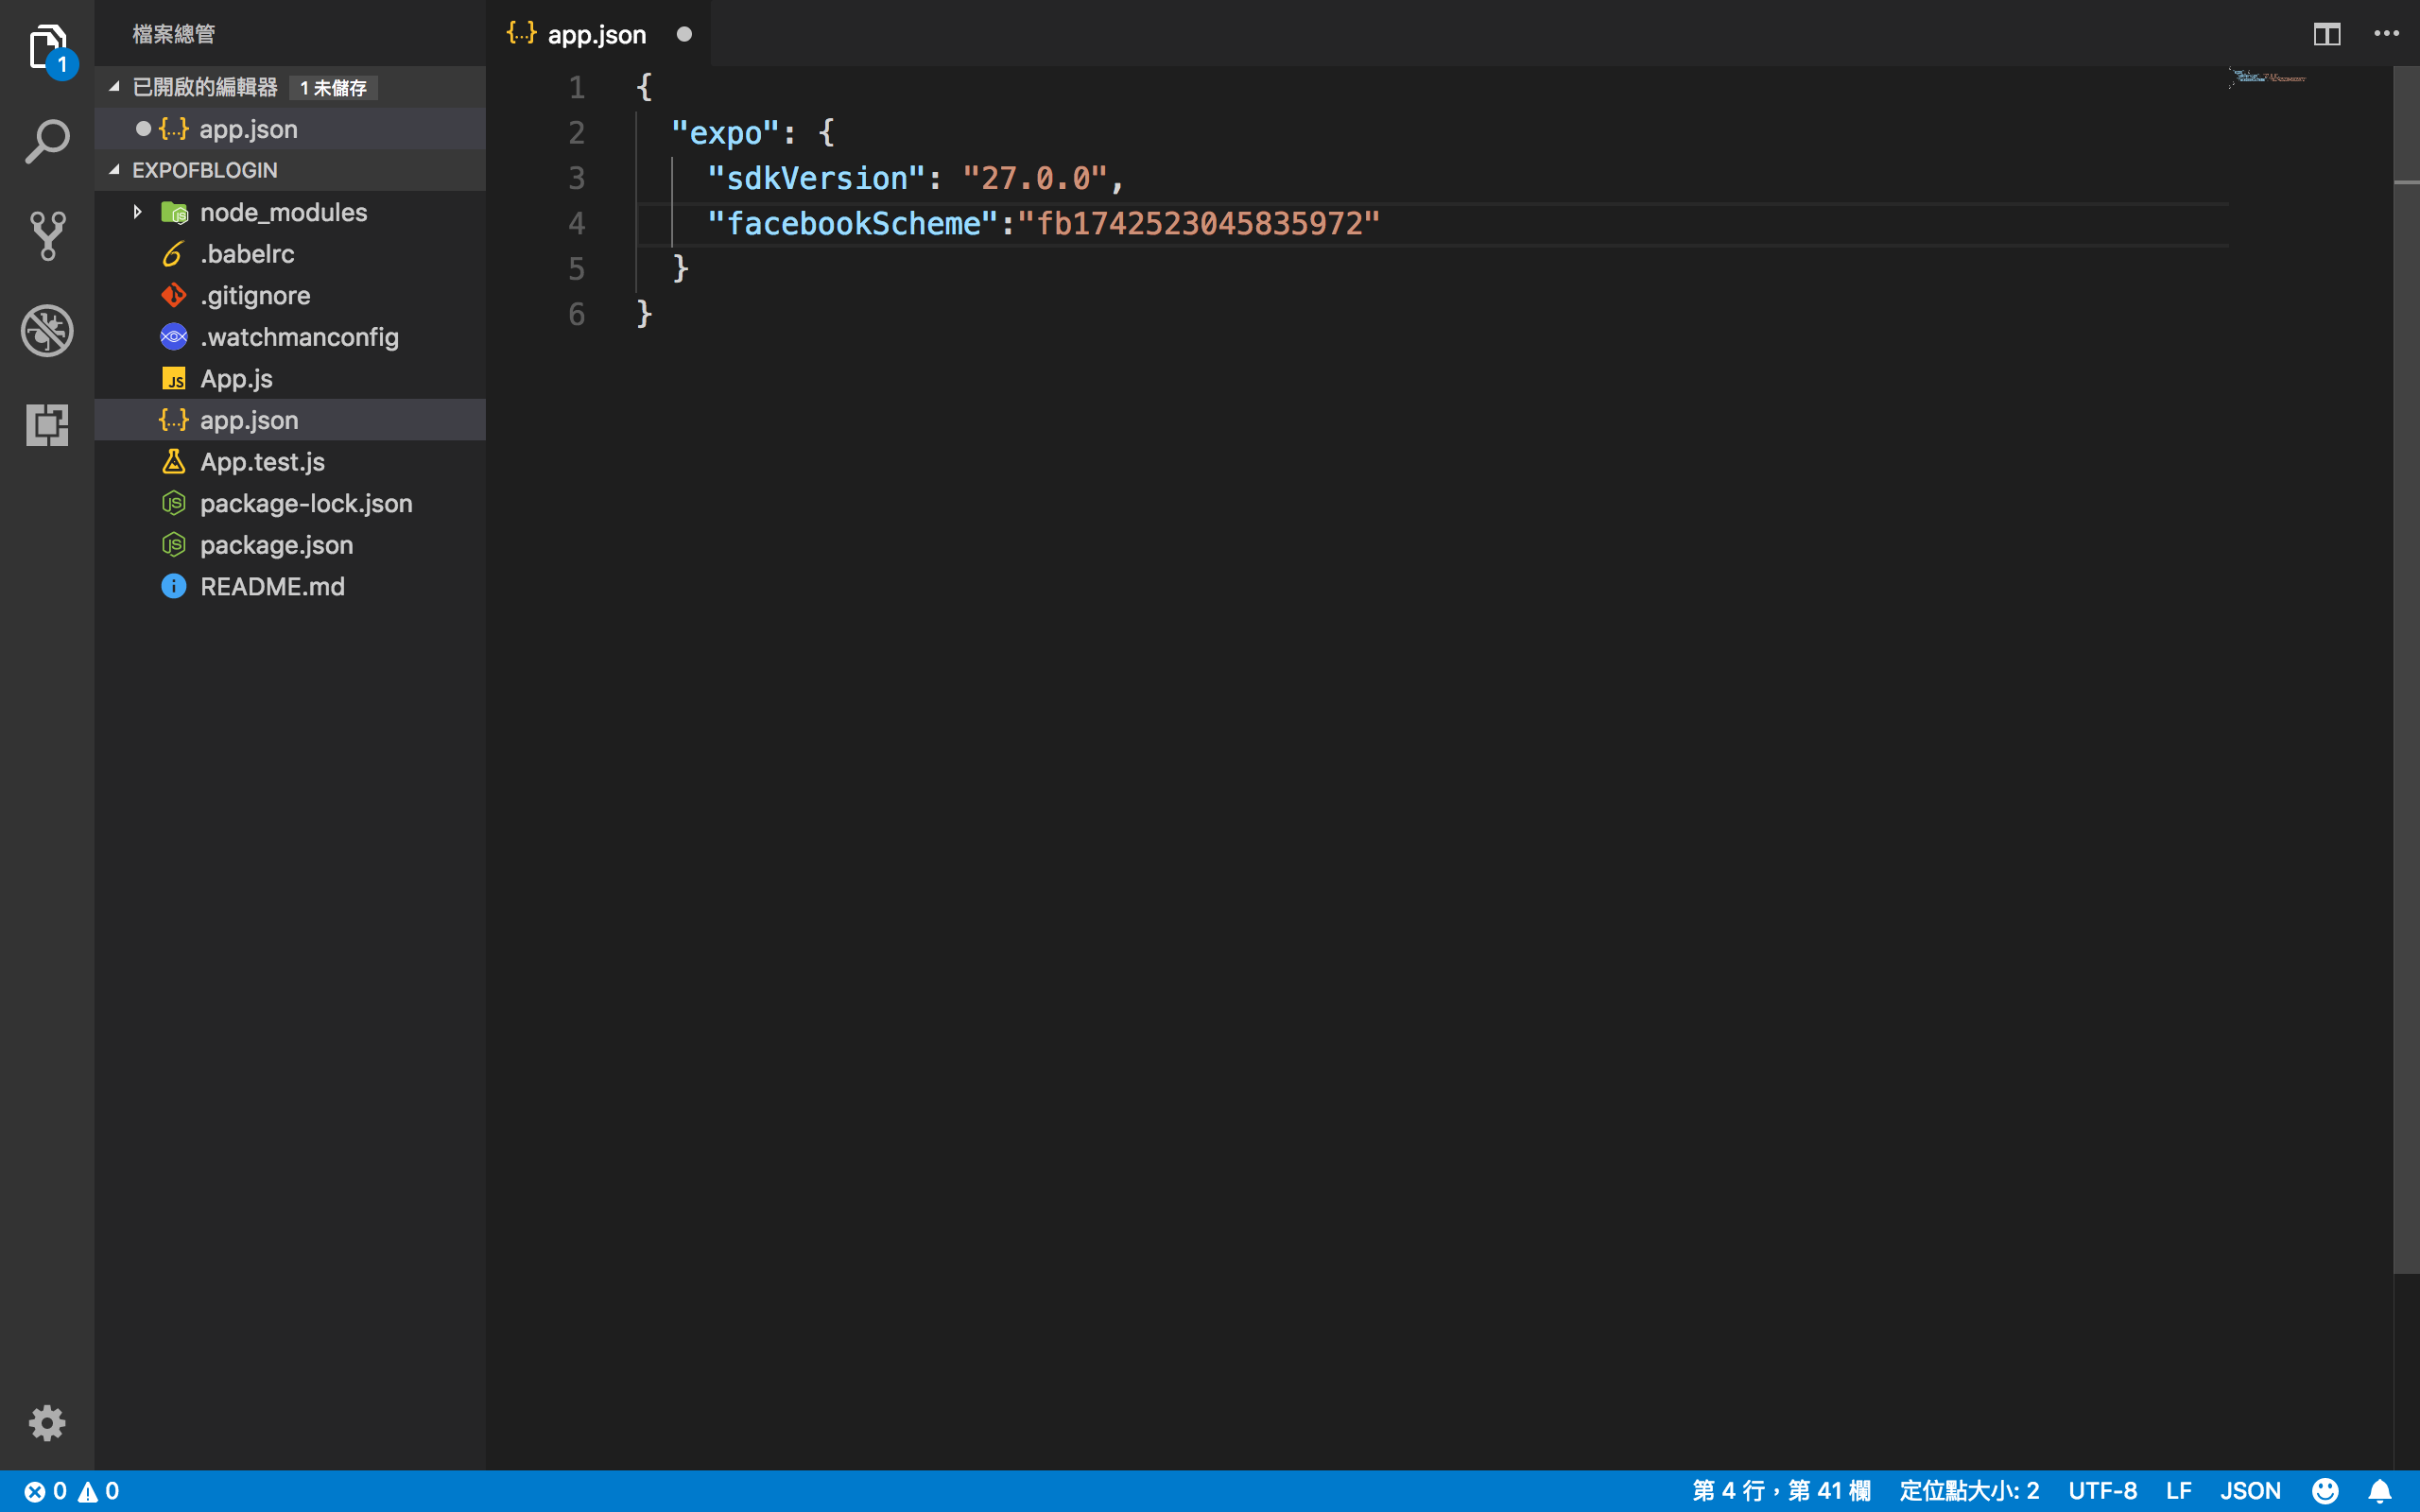 1
檔案總管
已開啟的編輯器 1 未儲存
app.json
EXPOFBLOGIN
node_modules
.babelrc
.gitignore
.watchmanconfig
JS App.js
app.json
App.test.js
package-lock.json
package.json
README.md
app.json
1 {
2 "expo": {
3 "sdkVersion": "27.0.0",
4 "facebookScheme":"fb1742523045835972"
5 }
6 }
0 0
第 4 行，第 41 欄 定位點大小: 2 UTF-8 LF JSON